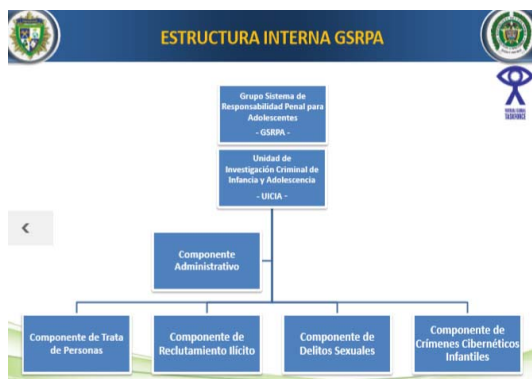 ESTRUCTURA INTERNA GSRPA
Grupo Sistema de
Responsabilidad Penal para
Adolescentes
- GSRPA -
Unidad de
Investigación Criminal de
Infancia y Adolescencia
- UICIA -
Componente
Administrativo
Componente de Trata
de Personas
Componente de
Reclutamiento Ilícito
Componente de
Delitos Sexuales
Componente de
Crímenes Cibernéticos
Infantiles